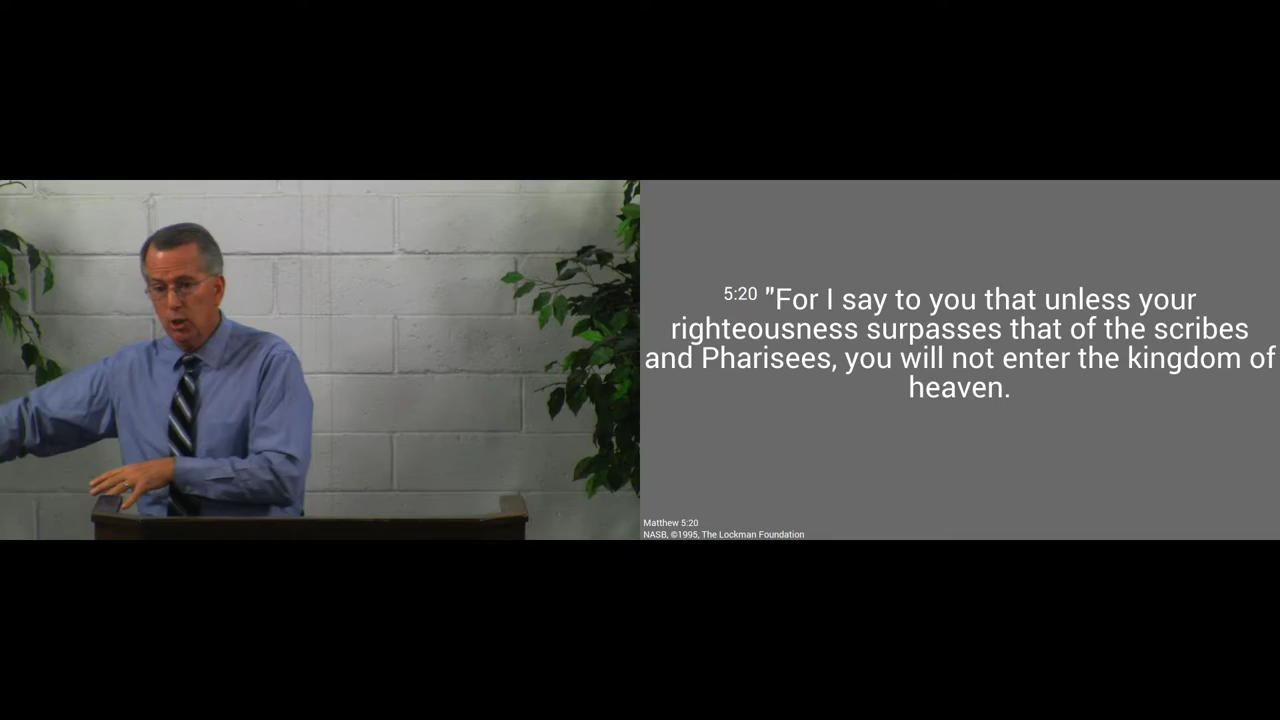 5:20 "For I say to you that unless your
righteousness surpasses that of the scribes
and Pharisees, you will not enter the kingdom of
heaven.
Matthew 5:20
NASB, ©1995, The Lockman Foundation